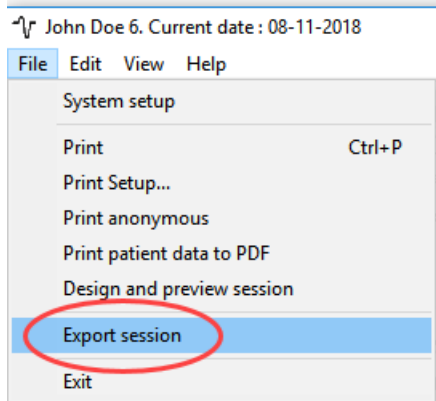 John Doe 6. Current date : 08-11-2018
File Edit View Help
System setup
Print Ctrl+P
Print Setup...
Print anonymous
Print patient data to PDF
Design and preview session
Export session
Exit